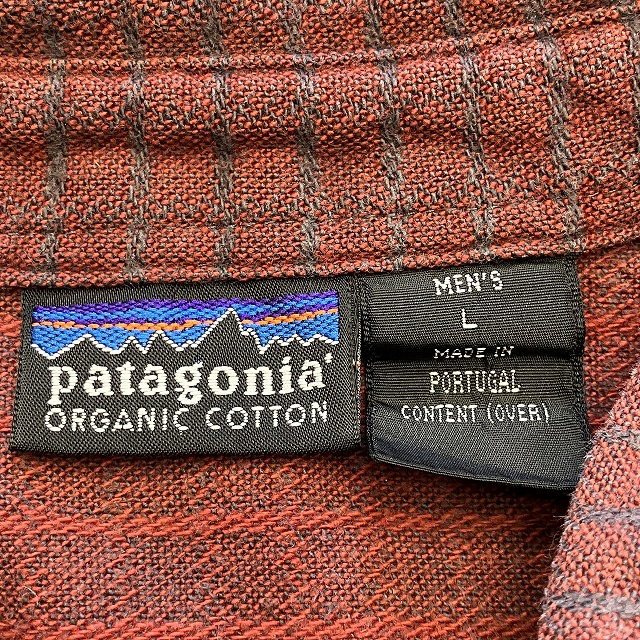 patagonia®
ORGANIC COTTON
MEN'S
L
MADE IN
PORTUGAL
CONTENT (OVER)